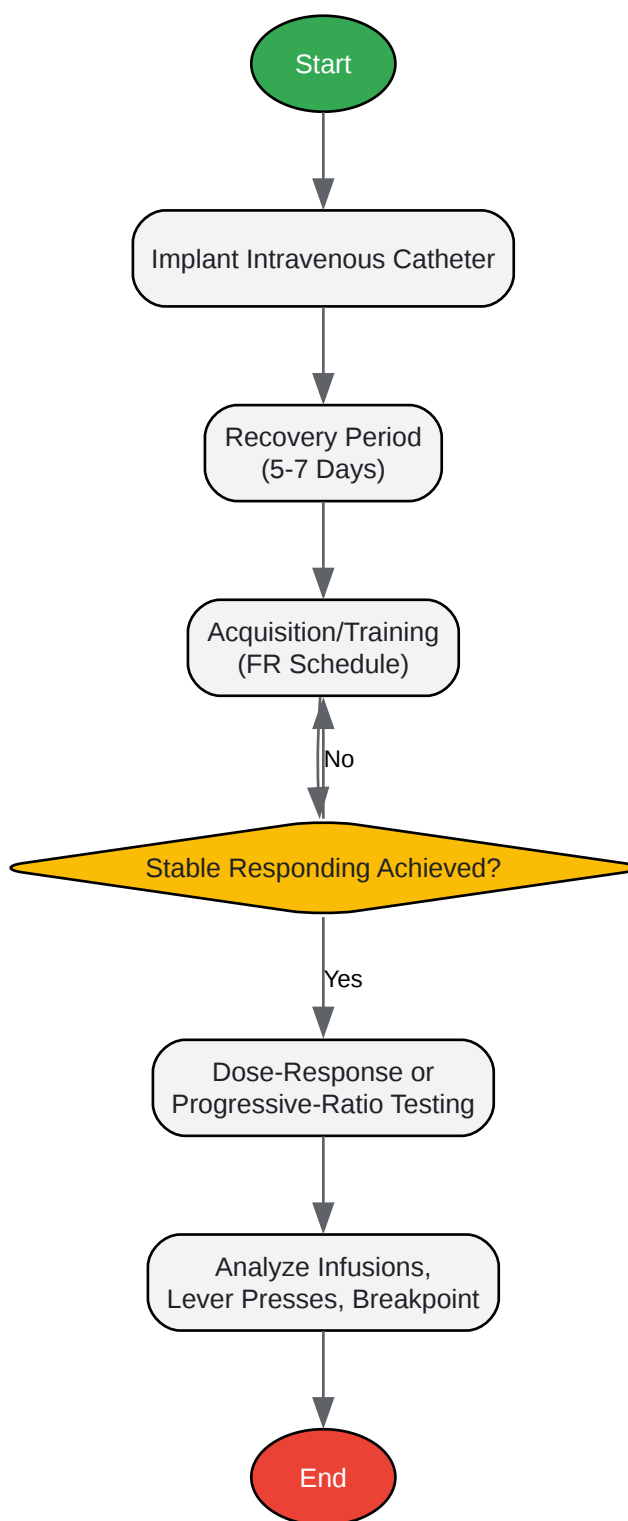 Start
Implant Intravenous Catheter
Recovery Period
(5-7 Days)
Acquisition/Training
(FR Schedule)
No
Stable Responding Achieved?
Yes
Dose-Response or
Progressive-Ratio Testing
Analyze Infusions,
Lever Presses, Breakpoint
End